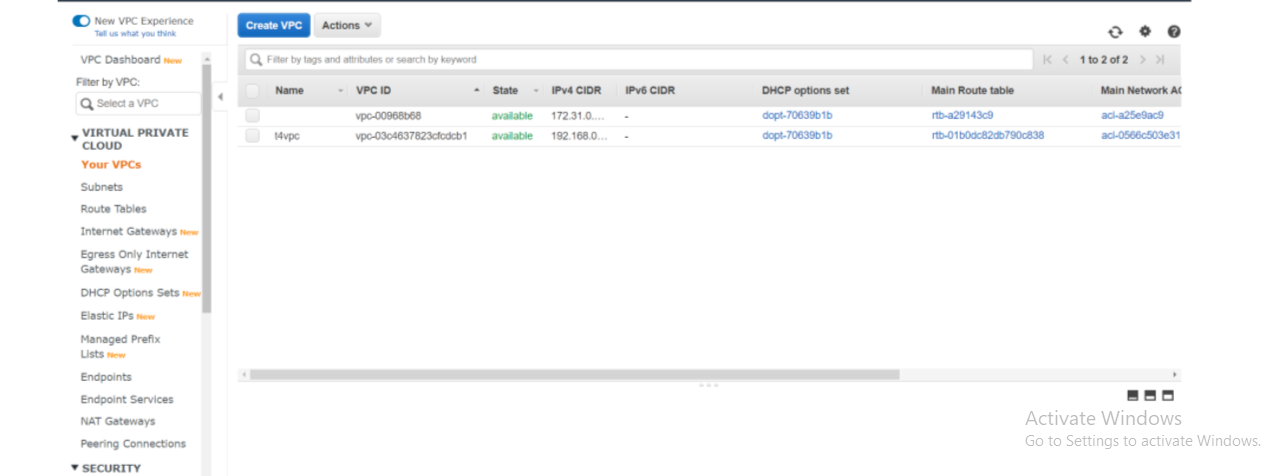 New VPC Experience
Tell us what you think
VPC Dashboard New
Filter by VPC:
Select a VPC
VIRTUAL PRIVATE
CLOUD
Your VPCs
Subnets
Route Tables
Internet Gateways New
Egress Only Internet
Gateways New
DHCP Options Sets New
Elastic IPs New
Managed Prefix
Lists New
Endpoints
Endpoint Services
NAT Gateways
Peering Connections
SECURITY
Create VPC Actions
Filter by tags and attributes or search by keyword
1 to 2 of 2
Name VPC ID State IPv4 CIDR IPv6 CIDR DHCP options set Main Route table Main Network AC
vpc-00968b68 available 172.31.0.... - dopt-70639b1b rtb-a29143c9 acl-a25e9ac9
t4vpc vpc-03c4637823cfcdcb1 available 192.168.0... - dopt-70639b1b rtb-01b0dc82db790c838 acl-0566c503e31
Activate Windows
Go to Settings to activate Windows.